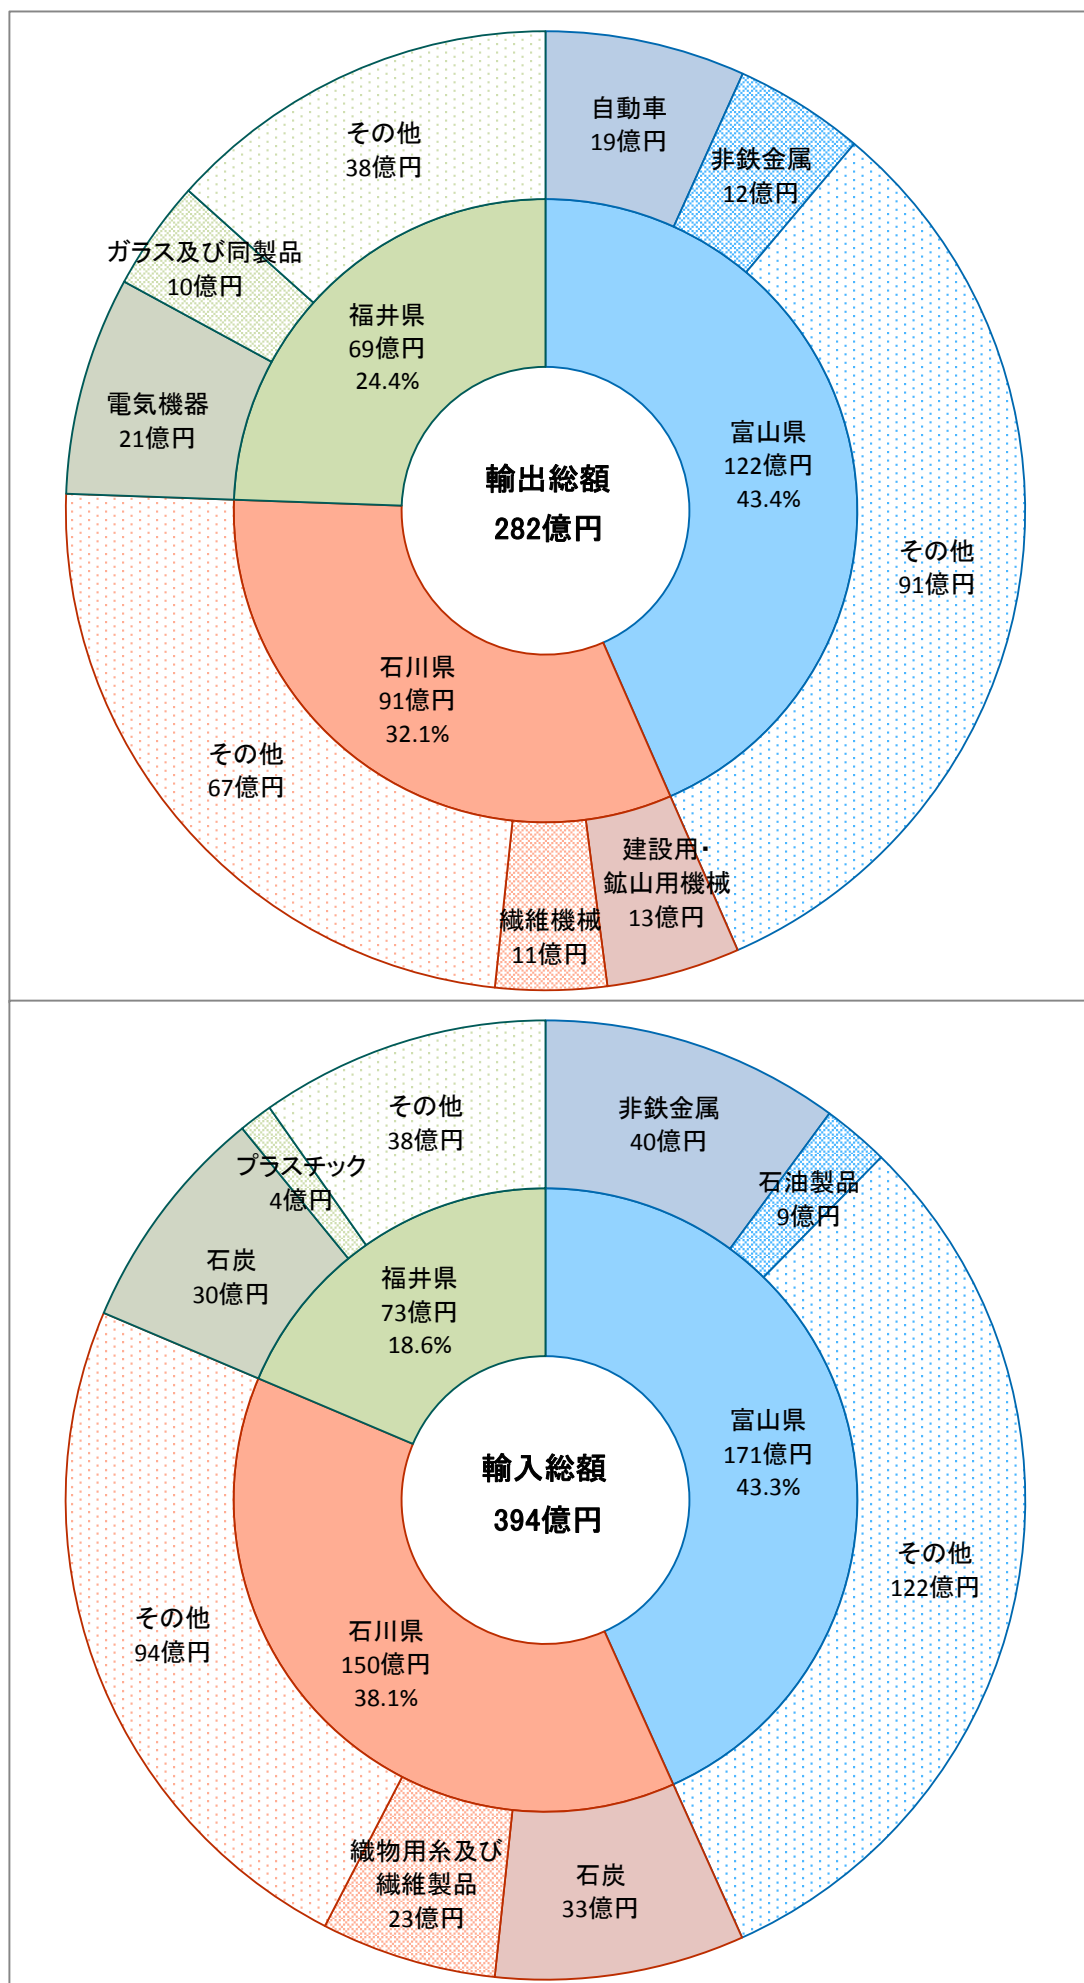 自動車
19億円
非鉄金属
12億円
その他
91億円
富山県
122億円
43.4%
建設用・
鉱山用機械
13億円
繊維機械
11億円
その他
67億円
石川県
91億円
32.1%
電気機器
21億円
ガラス及び同製品
10億円
その他
38億円
福井県
69億円
24.4%
輸出総額
282億円
非鉄金属
40億円
石油製品
9億円
その他
122億円
富山県
171億円
43.3%
石炭
33億円
織物用糸及び
繊維製品
23億円
その他
94億円
石川県
150億円
38.1%
石炭
30億円
プラスチック
4億円
その他
38億円
福井県
73億円
18.6%
輸入総額
394億円